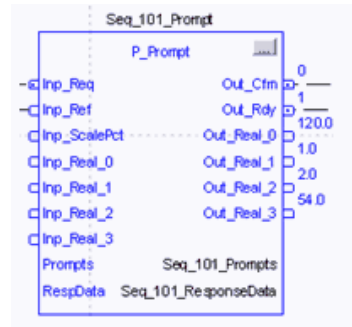 Seq_101_Prompt
P_Prompt ...
Inp_Req Out_Cfm 0
Inp_Ref Out_Rdy 1
Inp_ScalePct Out_Real_0 120.0
Inp_Real_0 Out_Real_1 1.0
Inp_Real_1 Out_Real_2 2.0
Inp_Real_2 Out_Real_3 54.0
Inp_Real_3
Prompts Seq_101_Prompts
RespData Seq_101_ResponseData